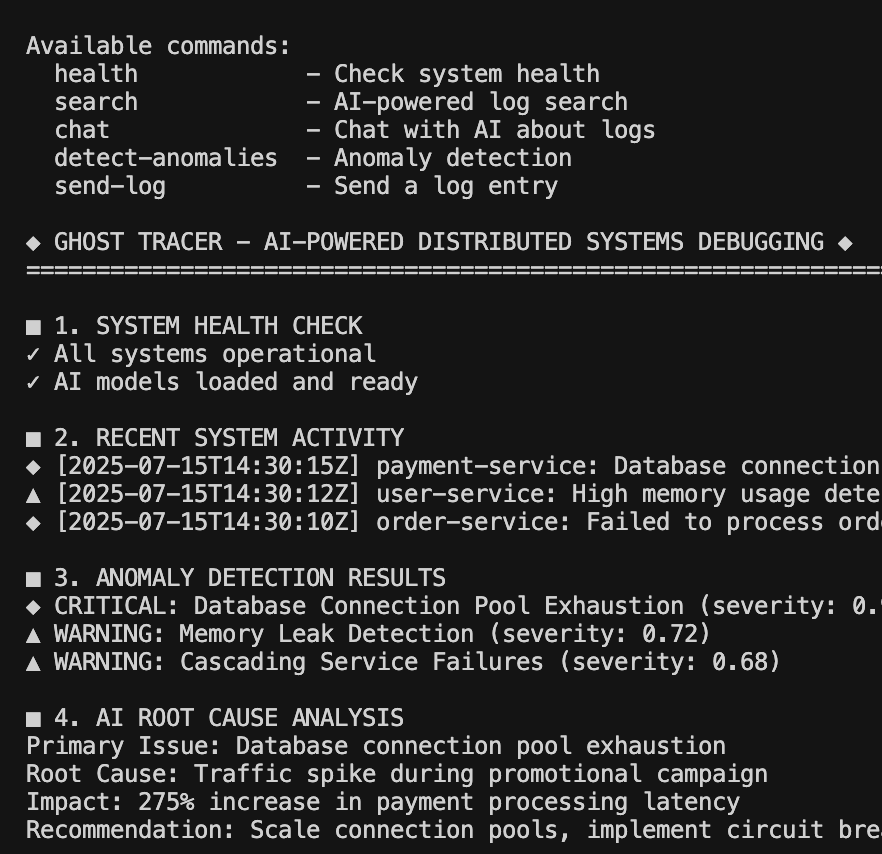 Available commands:
  health            – Check system health
  search            – AI–powered log search
  chat              – Chat with AI about logs
  detect–anomalies  – Anomaly detection
  send–log          – Send a log entry
◆ GHOST TRACER – AI–POWERED DISTRIBUTED SYSTEMS DEBUGGING ◆
=============================================================
■ 1. SYSTEM HEALTH CHECK
✓ All systems operational
✓ AI models loaded and ready
■ 2. RECENT SYSTEM ACTIVITY
◆ [2025–07–15T14:30:15Z] payment–service: Database connection
▲ [2025–07–15T14:30:12Z] user–service: High memory usage
◆ [2025–07–15T14:30:10Z] order–service: Failed to process
■ 3. ANOMALY DETECTION RESULTS
◆ CRITICAL: Database Connection Pool Exhaustion (severity: 0.
▲ WARNING: Memory Leak Detection (severity: 0.72)
▲ WARNING: Cascading Service Failures (severity: 0.68)
■ 4. AI ROOT CAUSE ANALYSIS
Primary Issue: Database connection pool exhaustion
Root Cause: Traffic spike during promotional campaign
Impact: 275% increase in payment processing latency
Recommendation: Scale connection pools, implement circuit